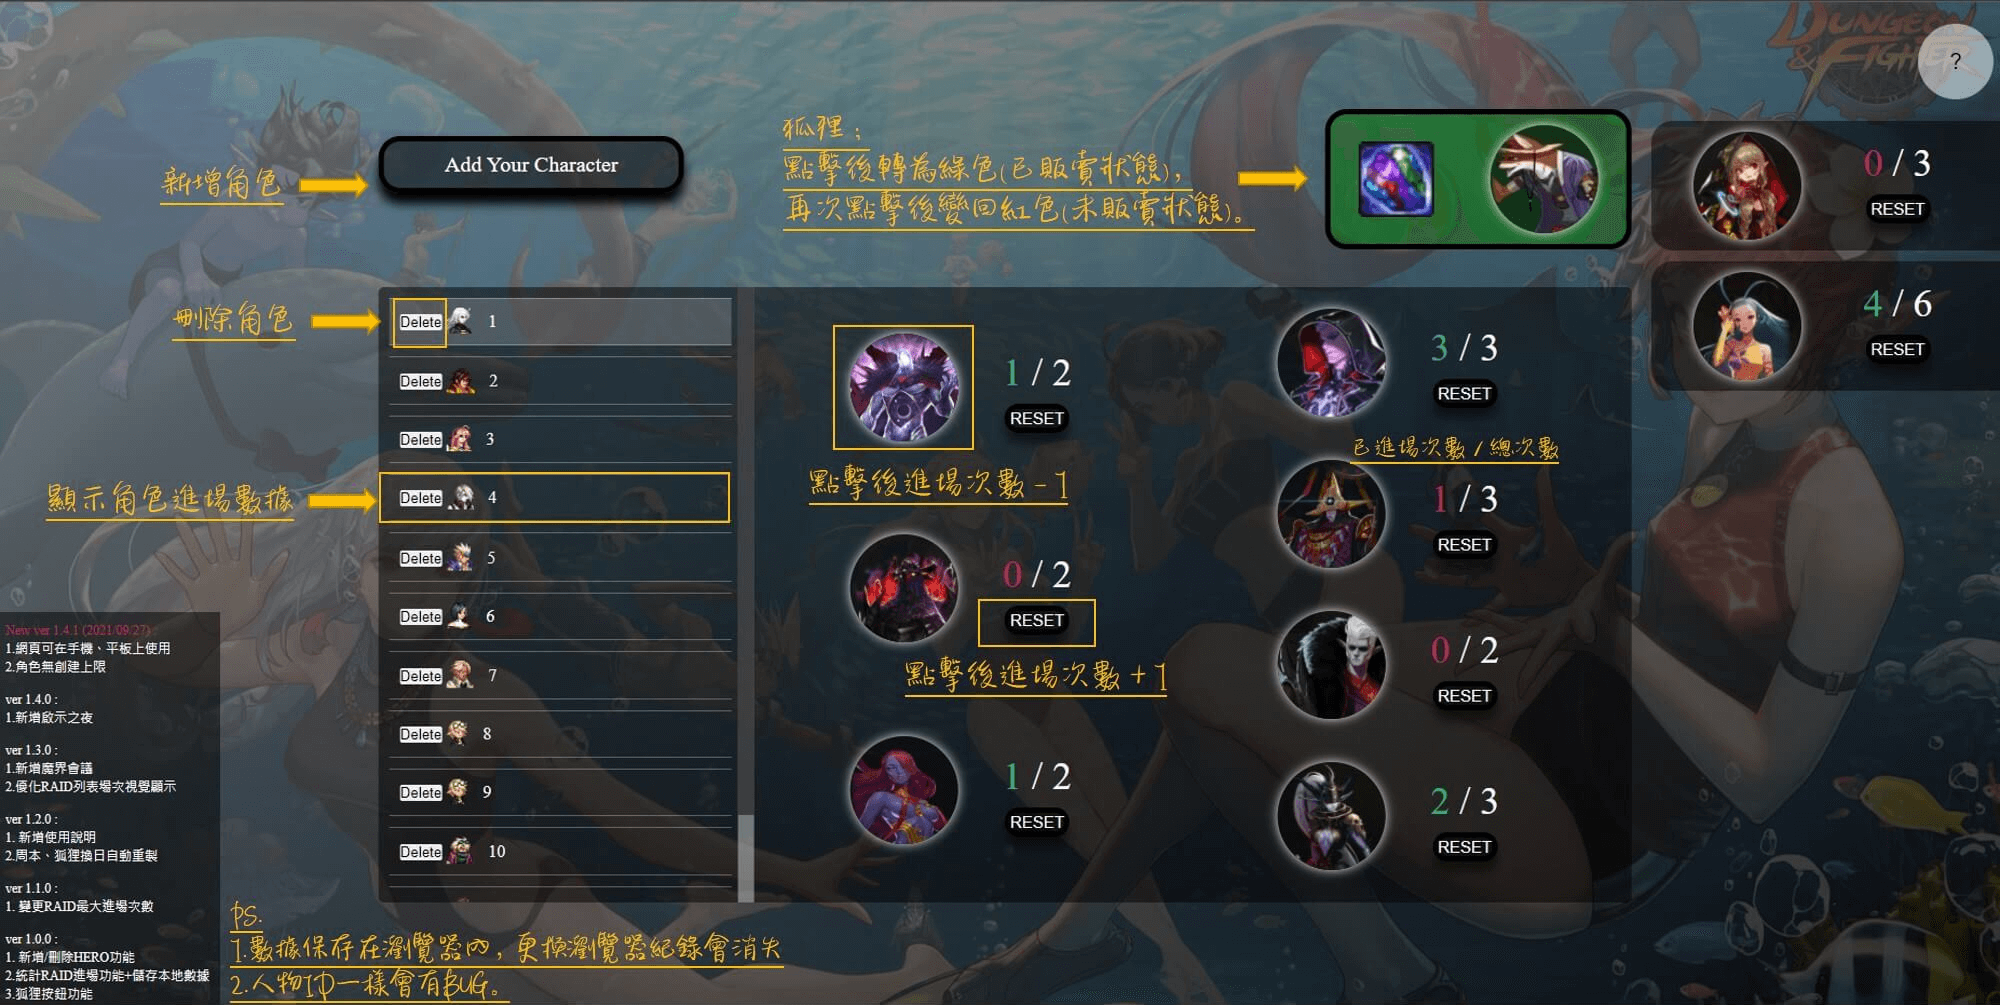 DUNGEON
& FIGHTER
?
狐狸：
點擊後轉為綠色(已販賣狀態)，
再次點擊後變回紅色(未販賣狀態)。
新增角色
Add Your Character
0 / 3
RESET
4 / 6
RESET
刪除角色
顯示角色進場數據
Delete 1
Delete 2
Delete 3
Delete 4
Delete 5
Delete 6
Delete 7
Delete 8
Delete 9
Delete 10
1 / 2
RESET
點擊後進場次數-1
0 / 2
RESET
點擊後進場次數+1
1 / 2
RESET
3 / 3
RESET
已進場次數/總次數
1 / 3
RESET
0 / 2
RESET
2 / 3
RESET
New ver 1.4.1 (2021/09.27)
1.網頁可在手機、平板上使用
2.角色無創建上限
ver 1.4.0 :
1.新增啟示之夜
ver 1.3.0 :
1.新增魔界會議
2.優化RAID列表場次視覺顯示
ver 1.2.0 :
1. 新增使用說明
2.周本、狐狸換日自動重製
ver 1.1.0 :
1. 變更RAID最大進場次數
ver 1.0.0 :
1. 新增/刪除HERO功能
2.統計RAID進場功能+儲存本地數據
3.狐狸按鈕功能
ps.
1.數據保存在瀏覽器內，更換瀏覽器紀錄會消失
2.人物ID一樣會有BUG。